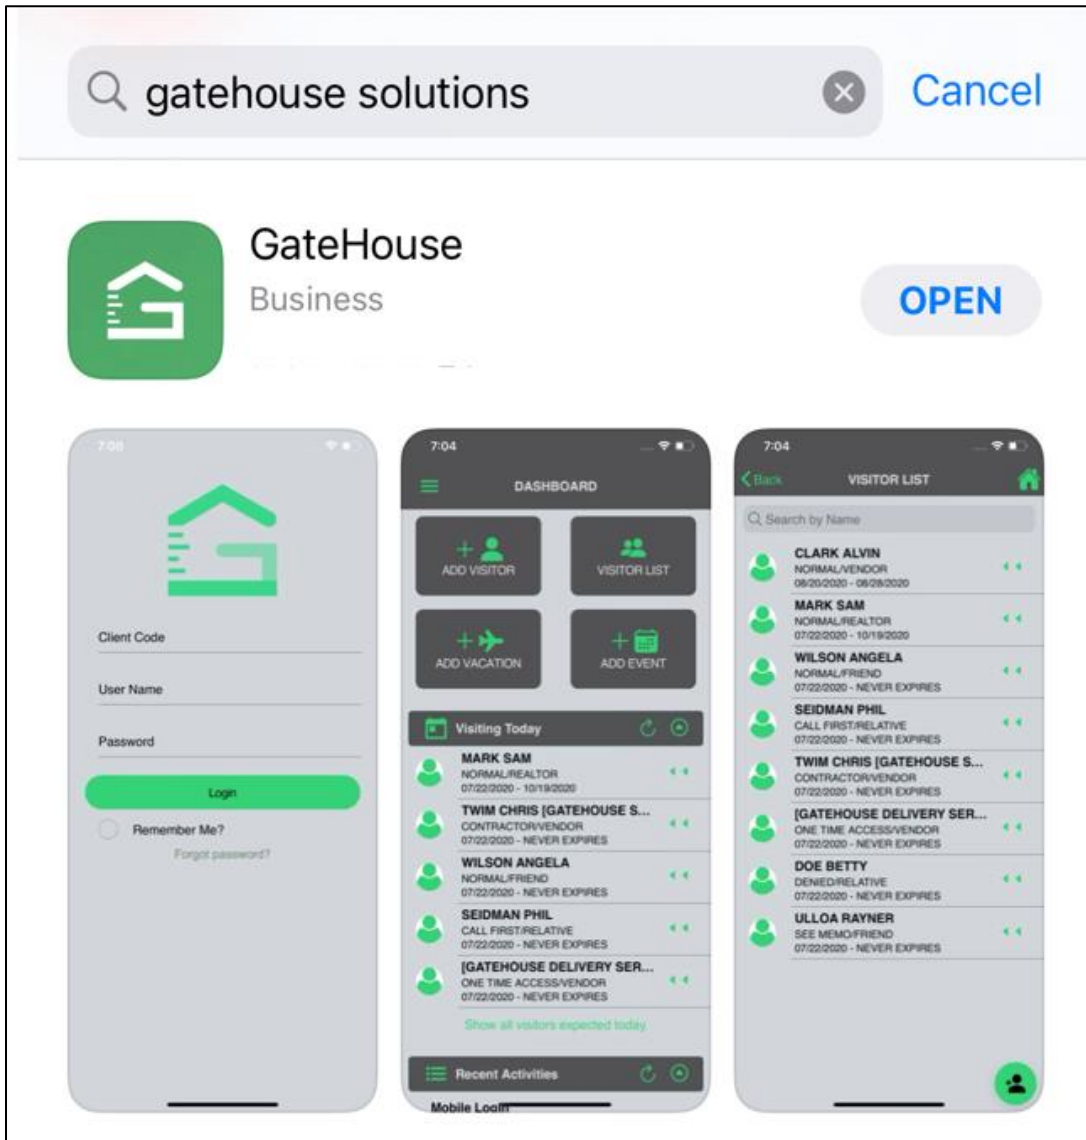 gatehouse solutions
Cancel
GateHouse
Business
OPEN
7:08
Client Code
User Name
Password
Login
Remember Me?
Forgot password?
7:04
DASHBOARD
ADD VISITOR
VISITOR LIST
ADD VACATION
ADD EVENT
Visiting Today
MARK SAM
NORMAL/REALTOR
07/22/2020 - 10/19/2020
TWIM CHRIS [GATEHOUSE S...
CONTRACTOR/VENDOR
07/22/2020 - NEVER EXPIRES
WILSON ANGELA
NORMAL/FRIEND
07/22/2020 - NEVER EXPIRES
SEIDMAN PHIL
CALL FIRST/RELATIVE
07/22/2020 - NEVER EXPIRES
[GATEHOUSE DELIVERY SER...
ONE TIME ACCESS/VENDOR
07/22/2020 - NEVER EXPIRES
Show all visitors expected today
Recent Activities
Mobile Login
7:04
Back
VISITOR LIST
Search by Name
CLARK ALVIN
NORMAL/VENDOR
08/20/2020 - 08/28/2020
MARK SAM
NORMAL/REALTOR
07/22/2020 - 10/19/2020
WILSON ANGELA
NORMAL/FRIEND
07/22/2020 - NEVER EXPIRES
SEIDMAN PHIL
CALL FIRST/RELATIVE
07/22/2020 - NEVER EXPIRES
TWIM CHRIS [GATEHOUSE S...
CONTRACTOR/VENDOR
07/22/2020 - NEVER EXPIRES
[GATEHOUSE DELIVERY SER...
ONE TIME ACCESS/VENDOR
07/22/2020 - NEVER EXPIRES
DOE BETTY
DENIED/RELATIVE
07/22/2020 - NEVER EXPIRES
ULLOA RAYNER
SEE MEMO/FRIEND
07/22/2020 - NEVER EXPIRES